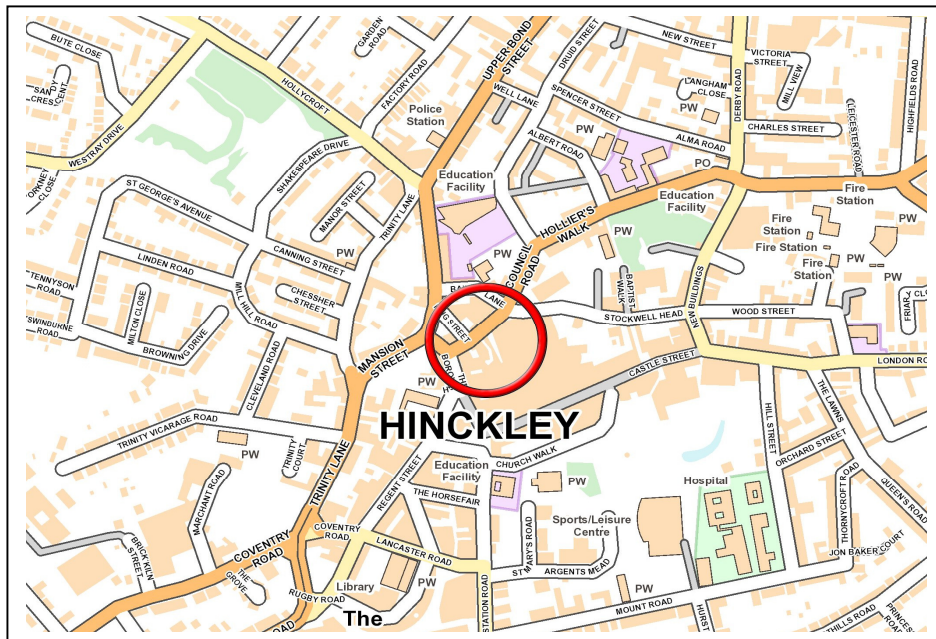 BUTE CLOSE
GARDEN
ROAD
UPPER-BOND-
STREET
DRUID STREET
NEW STREET
VICTORIA
STREET
MILL VIEW
DERBY ROAD
HIGHFIELDS ROAD
HOLLYCROFT
FACTORY ROAD
WELL LANE
LANGHAM
CLOSE
SPENCER STREET
PW
LEICESTER ROAD
Police
Station
ALBERT ROAD
PW
ALMA ROAD
CHARLES STREET
WESTRAY DRIVE
ORKNEY
CLOSE
SHAKESPEARE DRIVE
PO
Education
Facility
ST GEORGE'S AVENUE
MANOR STREET
TRINITY LANE
HOLLIER'S
WALK
Education
Facility
Fire
Station
COUNCIL
ROAD
PW
PW
Fire
Station
Fire Station
PW
Fire
Station
PW
LINDEN ROAD
CANNING STREET
PW
TENNYSON
ROAD
CHESSHER
STREET
LANE
BAPTIST
WALK
NEW BUILDINGS
MILL HILL ROAD
MILTON CLOSE
SWINBURNE
ROAD
BROWNING DRIVE
STOCKWELL HEAD
WOOD STREET
FRIAR
MANSION
STREET
CASTLE STREET
LONDON ROAD
CLEVELAND ROAD
PW
THE
HINCKLEY
THE LAWNS
HILL STREET
TRINITY VICARAGE ROAD
PW
TRINITY
COURT
TRINITY LANE
REGENT STREET
Education
Facility
CHURCH WALK
ORCHARD STREET
MARCHANT ROAD
THE HORSEFAIR
PW
Hospital
QUEEN'S ROAD
THORNYCROFT ROAD
Sports/Leisure
Centre
COVENTRY
ROAD
COVENTRY
ROAD
LANCASTER ROAD
ST MARY'S ROAD
JON BAKER COURT
BRICK KILN
STREET
THE
GROVE
ARGENTS MEAD
Library
PW
PW
RUGBY ROAD
STATION ROAD
MOUNT ROAD
The
HURST